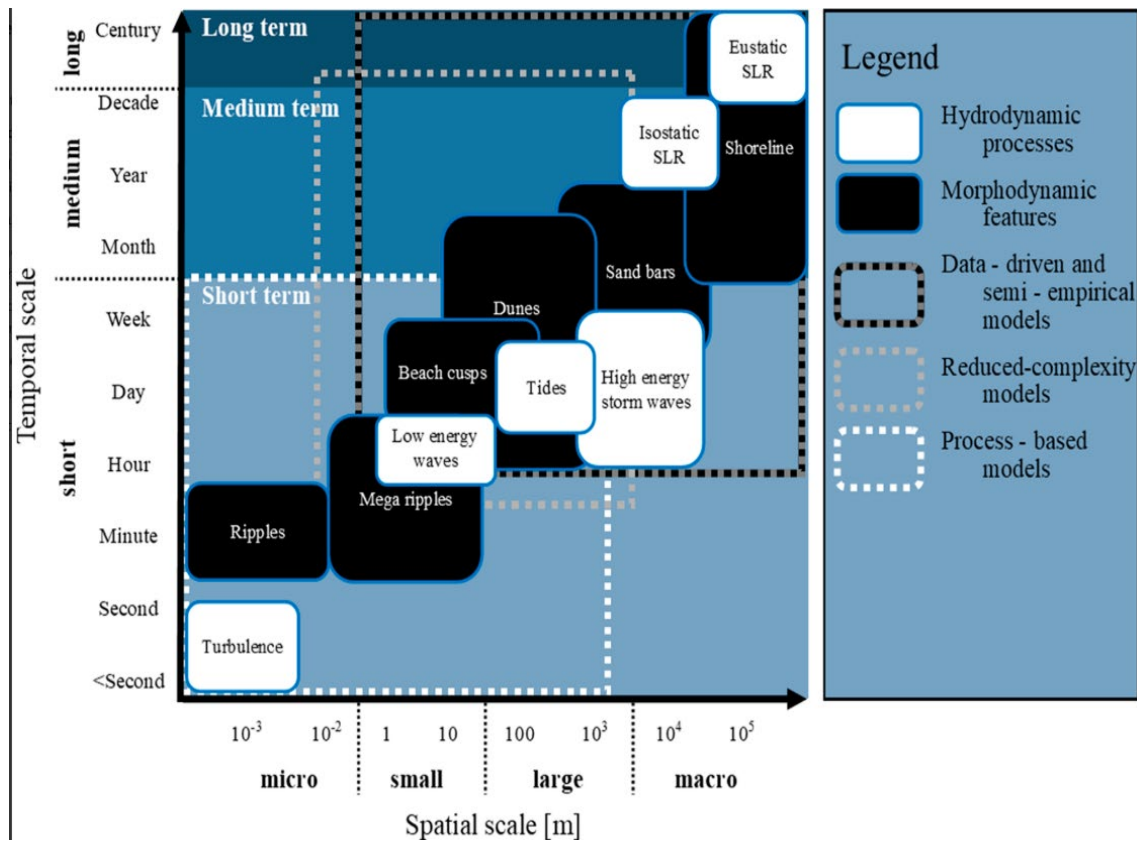 Temporal scale
long
medium
short
Century
Decade
Year
Month
Week
Day
Hour
Minute
Second
<Second
Long term
Medium term
Short term
Eustatic
SLR
Isostatic
SLR
Shoreline
Sand bars
Dunes
Beach cusps
Tides
High energy
storm waves
Low energy
waves
Mega ripples
Ripples
Turbulence
10⁻³ 10⁻² 1 10 100 10³ 10⁴ 10⁵
micro small large macro
Spatial scale [m]
Legend
Hydrodynamic
processes
Morphodynamic
features
Data - driven and
semi - empirical
models
Reduced-complexity
models
Process - based
models